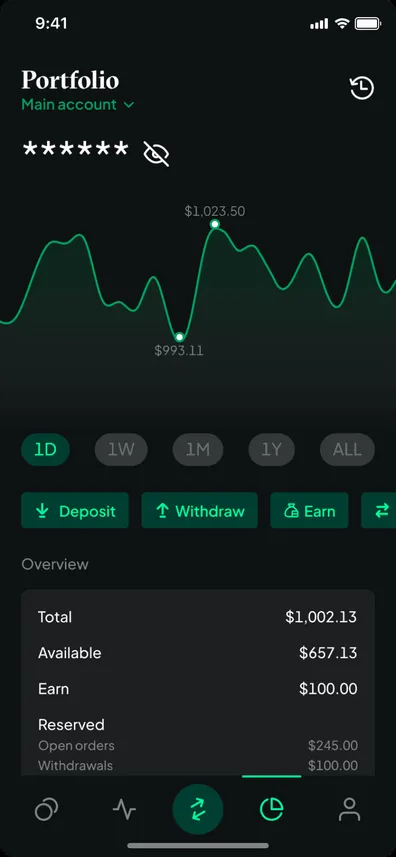 9:41
Portfolio
Main account
******
$1,023.50
$993.11
1D 1W 1M 1Y ALL
Deposit Withdraw Earn
Overview
Total $1,002.13
Available $657.13
Earn $100.00
Reserved
Open orders $245.00
Withdrawals $100.00